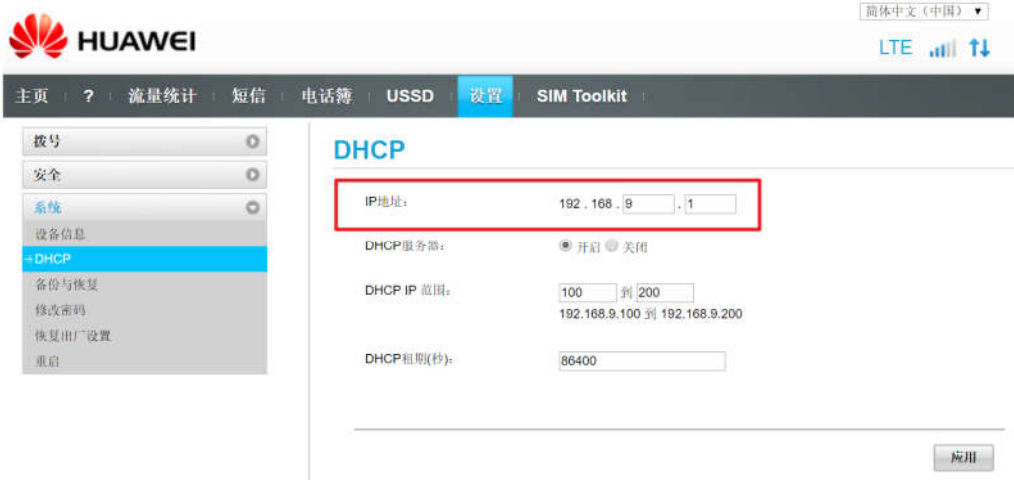 简体中文（中国）
HUAWEI
LTE
主页 ? 流量统计 短信 电话簿 USSD 设置 SIM Toolkit
拨号
安全
系统
设备信息
→DHCP
备份与恢复
修改密码
恢复出厂设置
重启
DHCP
IP地址：
192 . 168 . 9 . 1
DHCP服务器：
开启 关闭
DHCP IP 范围：
100 到 200
192.168.9.100 到 192.168.9.200
DHCP租期(秒)：
86400
应用